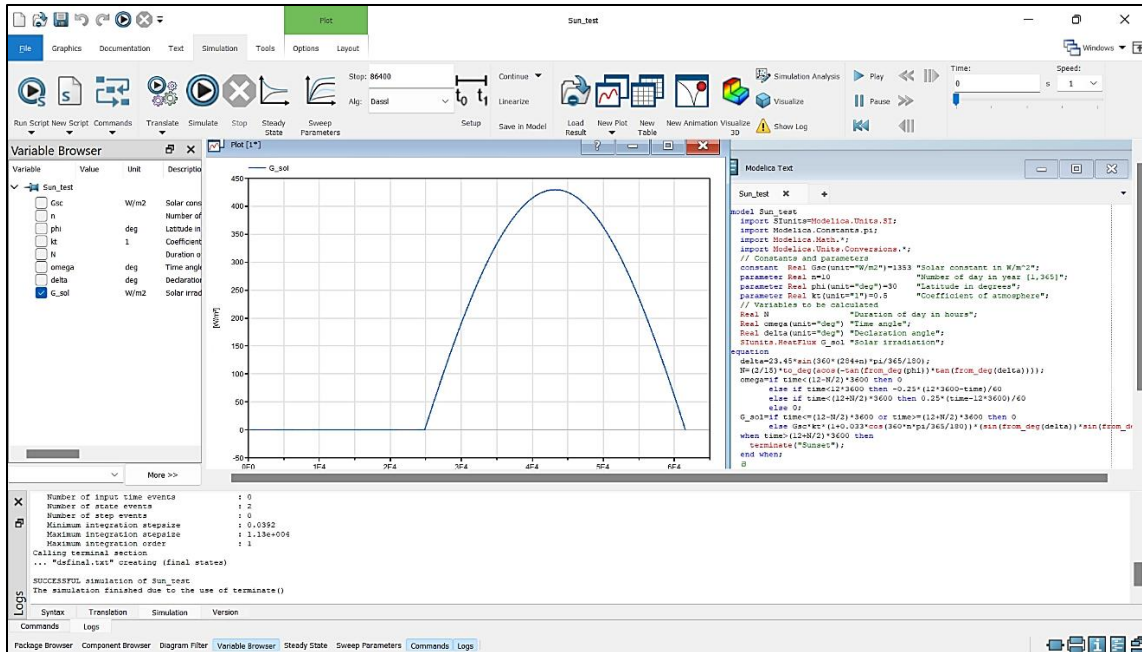 Plot
Sun_test
File Graphics Documentation Text Simulation Tools Options Layout
Windows
Stop: 86400
Alg: Dassl
Continue
Linearize
Save in Model
Simulation Analysis
Visualize
Show Log
Play
Pause
Time:
0 s
Speed:
1
Run Script New Script Commands Translate Simulate Stop Steady State Sweep Parameters
t0 t1
Setup
Load Result New Plot New Table New Animation Visualize 3D
Variable Browser
Variable Value Unit Descriptio
Sun_test
Gsc W/m2 Solar cons
n Number of
phi deg Latitude in
kt 1 Coefficient
N Duration o
omega deg Time angle
delta deg Declaration
G_sol W/m2 Solar irrad
More >>
Plot [1*]
G_sol
450
400
350
300
250
200
150
100
50
0
-50
[W/m²]
0E0 1E4 2E4 3E4 4E4 5E4 6E4
Modelica Text
Sun_test
model Sun_test
import SIunits=Modelica.Units.SI;
import Modelica.Constants.pi;
import Modelica.Math.*;
import Modelica.Units.Conversions.*;
// Constants and parameters
constant Real Gsc(unit="W/m2")=1353 "Solar constant in W/m^2";
parameter Real n=10 "Number of day in year [1,365]";
parameter Real phi(unit="deg")=30 "Latitude in degrees";
parameter Real kt(unit="1")=0.5 "Coefficient of atmosphere";
// Variables to be calculated
Real N "Duration of day in hours";
Real omega(unit="deg") "Time angle";
Real delta(unit="deg") "Declaration angle";
SIunits.HeatFlux G_sol "Solar irradiation";
equation
delta=23.45*sin(360*(284+n)*pi/365/180);
N=(2/15)*to_deg(acos(-tan(from_deg(phi))*tan(from_deg(delta))));
omega=if time<(12-N/2)*3600 then 0
else if time<12*3600 then -0.25*(12*3600-time)/60
else if time<(12+N/2)*3600 then 0.25*(time-12*3600)/60
else 0;
G_sol=if time<=(12-N/2)*3600 or time>=(12+N/2)*3600 then 0
else Gsc*kt*(1+0.033*cos(360*n*pi/365/180))*(sin(from_deg(delta))*sin(from_d
when time>(12+N/2)*3600 then
terminate("Sunset");
end when;
Number of input time events : 0
Number of state events : 2
Number of step events : 0
Minimum integration stepsize : 0.0392
Maximum integration stepsize : 1.13e+004
Maximum integration order : 1
Calling terminal section
... "dsfinal.txt" creating (final states)
SUCCESSFUL simulation of Sun_test
The simulation finished due to the use of terminate()
Logs
Syntax Translation Simulation Version
Commands Logs
Package Browser Component Browser Diagram Filter Variable Browser Steady State Sweep Parameters Commands Logs